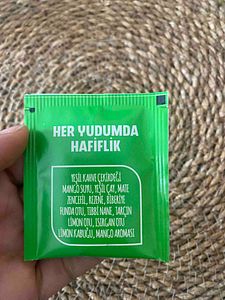 HER YUDUMDA
HAFİFLİK
YEŞİL KAHVE ÇEKİRDEĞİ
MANGO SUYU, YEŞİL ÇAY, MATE
ZENCEFİL, REZENE, BİBERİYE
FUNDA OTU, TIBBİ NANE, TARÇIN
LİMON OTU, ISIRGAN OTU
LİMON KABUĞU, MANGO AROMASI